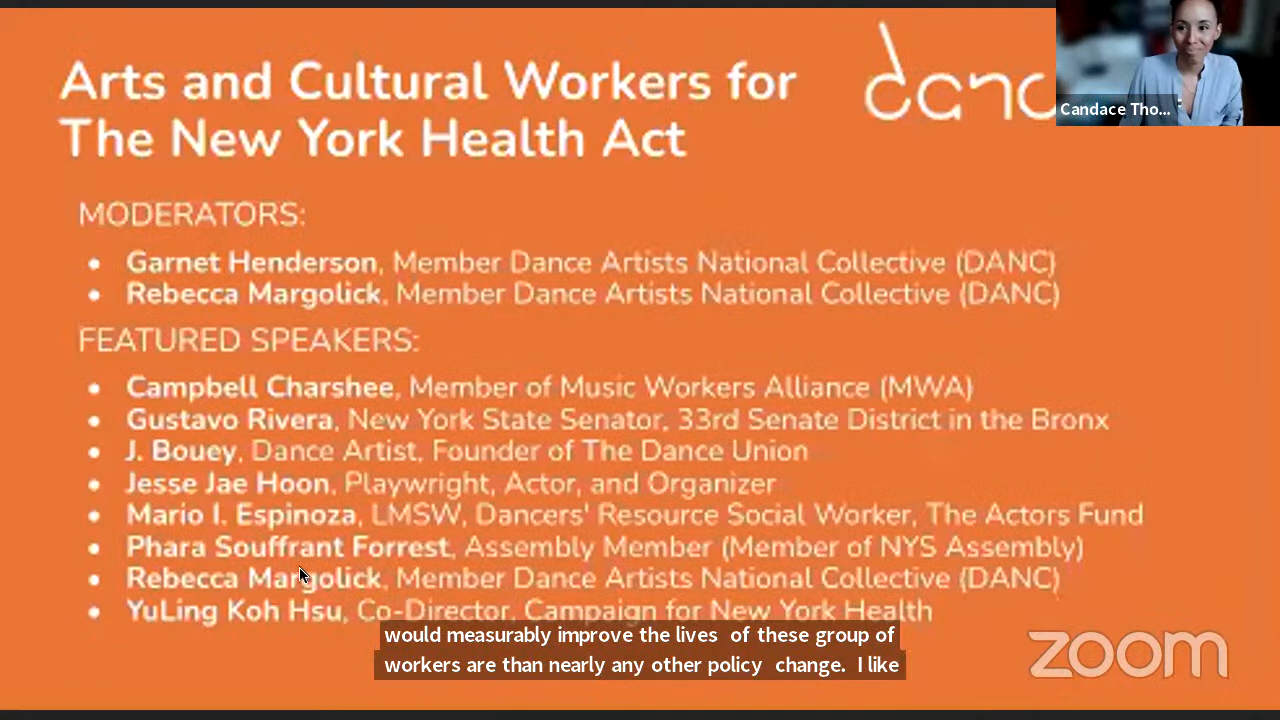 Arts and Cultural Workers for
The New York Health Act
danc
Candace Tho...
MODERATORS:
• Garnet Henderson, Member Dance Artists National Collective (DANC)
• Rebecca Margolick, Member Dance Artists National Collective (DANC)
FEATURED SPEAKERS:
• Campbell Charshee, Member of Music Workers Alliance (MWA)
• Gustavo Rivera, New York State Senator, 33rd Senate District in the Bronx
• J. Bouey, Dance Artist, Founder of The Dance Union
• Jesse Jae Hoon, Playwright, Actor, and Organizer
• Mario I. Espinoza, LMSW, Dancers' Resource Social Worker, The Actors Fund
• Phara Souffrant Forrest, Assembly Member (Member of NYS Assembly)
• Rebecca Margolick, Member Dance Artists National Collective (DANC)
• YuLing Koh Hsu, Co-Director, Campaign for New York Health
would measurably improve the lives of these group of
workers are than nearly any other policy change. I like
zoom